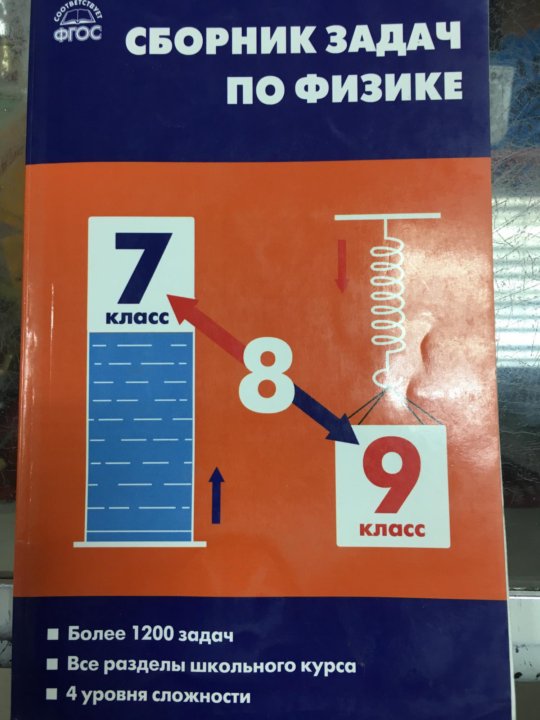 СООТВЕТСТВУЕТ
ФГОС
СБОРНИК ЗАДАЧ
ПО ФИЗИКЕ
7
класс
8
9
класс
Более 1200 задач
Все разделы школьного курса
4 уровня сложности